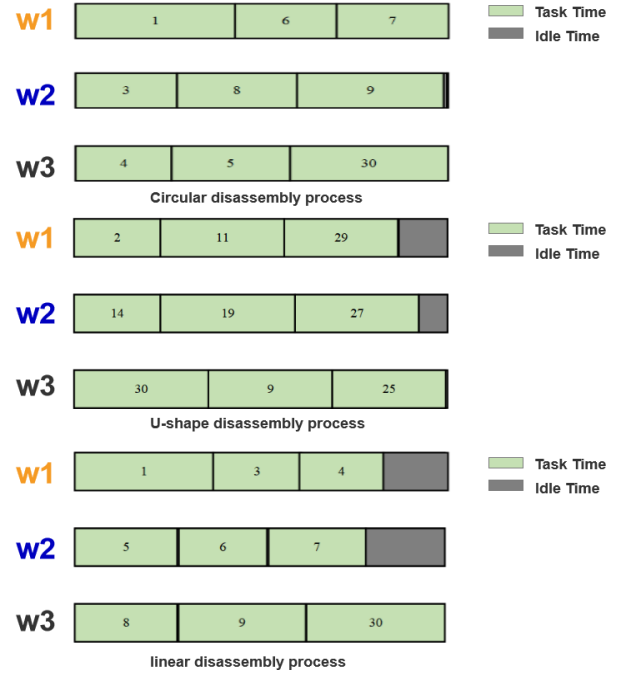 w1 1 6 7 Task Time
Idle Time
w2 3 8 9
w3 4 5 30
Circular disassembly process
w1 2 11 29 Task Time
Idle Time
w2 14 19 27
w3 30 9 25
U-shape disassembly process
w1 1 3 4 Task Time
Idle Time
w2 5 6 7
w3 8 9 30
linear disassembly process